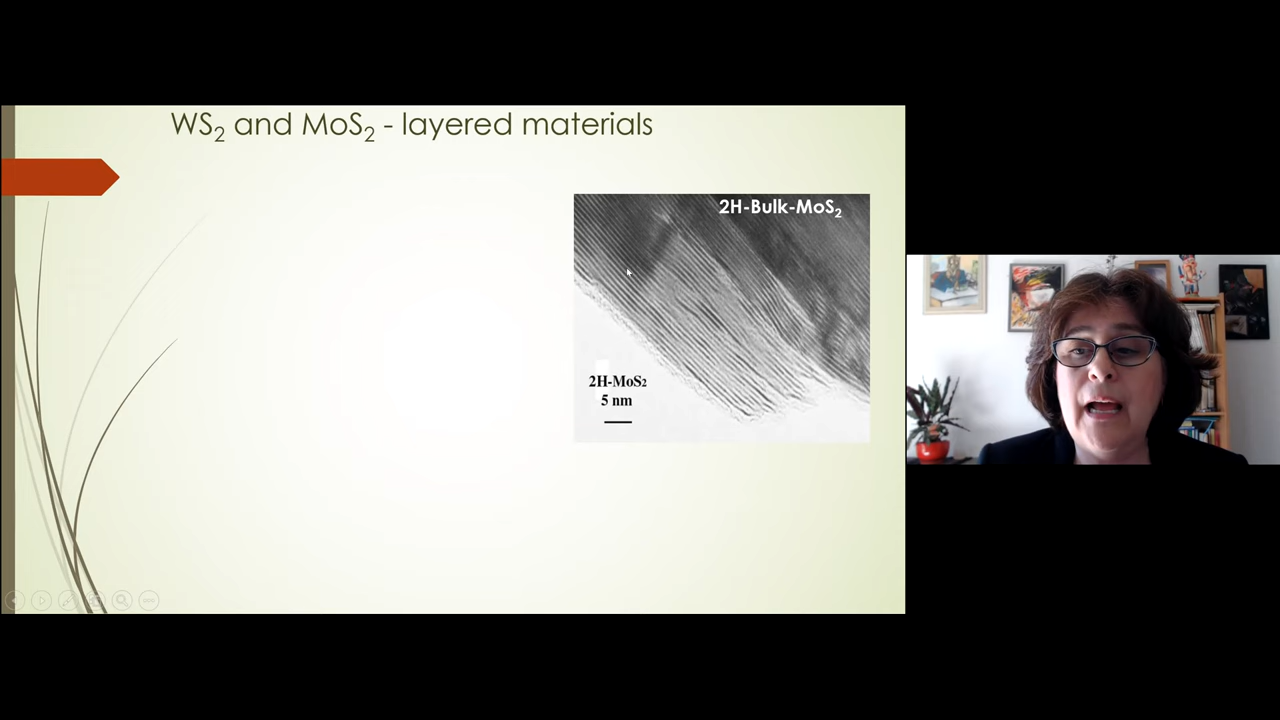 WS₂ and MoS₂ - layered materials
2H-Bulk-MoS₂
2H-MoS₂
5 nm